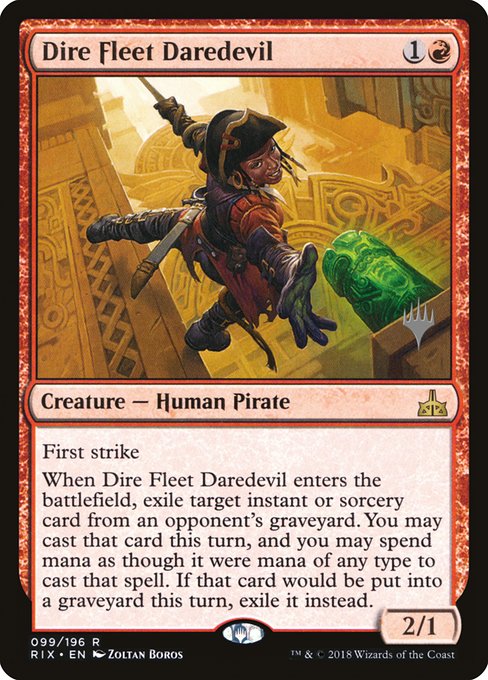 Dire Fleet Daredevil 1
Creature — Human Pirate
First strike
When Dire Fleet Daredevil enters the
battlefield, exile target instant or sorcery
card from an opponent's graveyard. You may
cast that card this turn, and you may spend
mana as though it were mana of any type to
cast that spell. If that card would be put into
a graveyard this turn, exile it instead.
2/1
099/196 R
RIX • EN Zoltan Boros
™ & © 2018 Wizards of the Coast